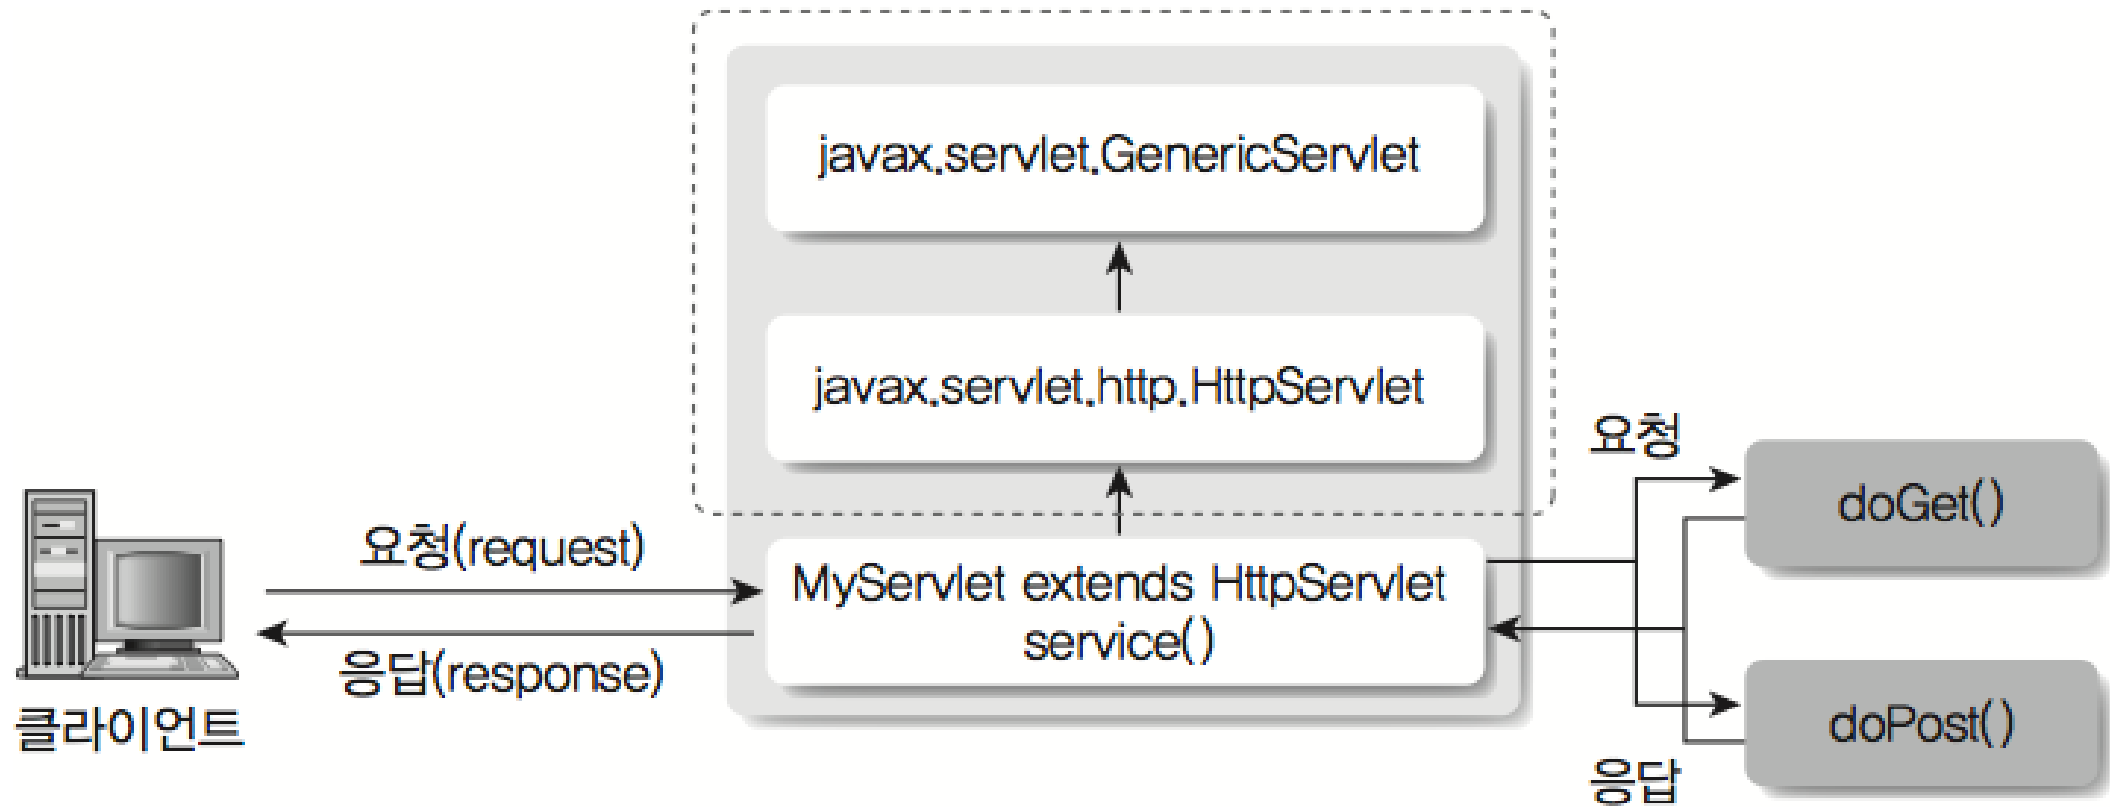 javax.servlet.GenericServlet
javax.servlet.http.HttpServlet
요청
doGet()
요청(request)
MyServlet extends HttpServlet
service()
응답(response)
클라이언트
doPost()
응답